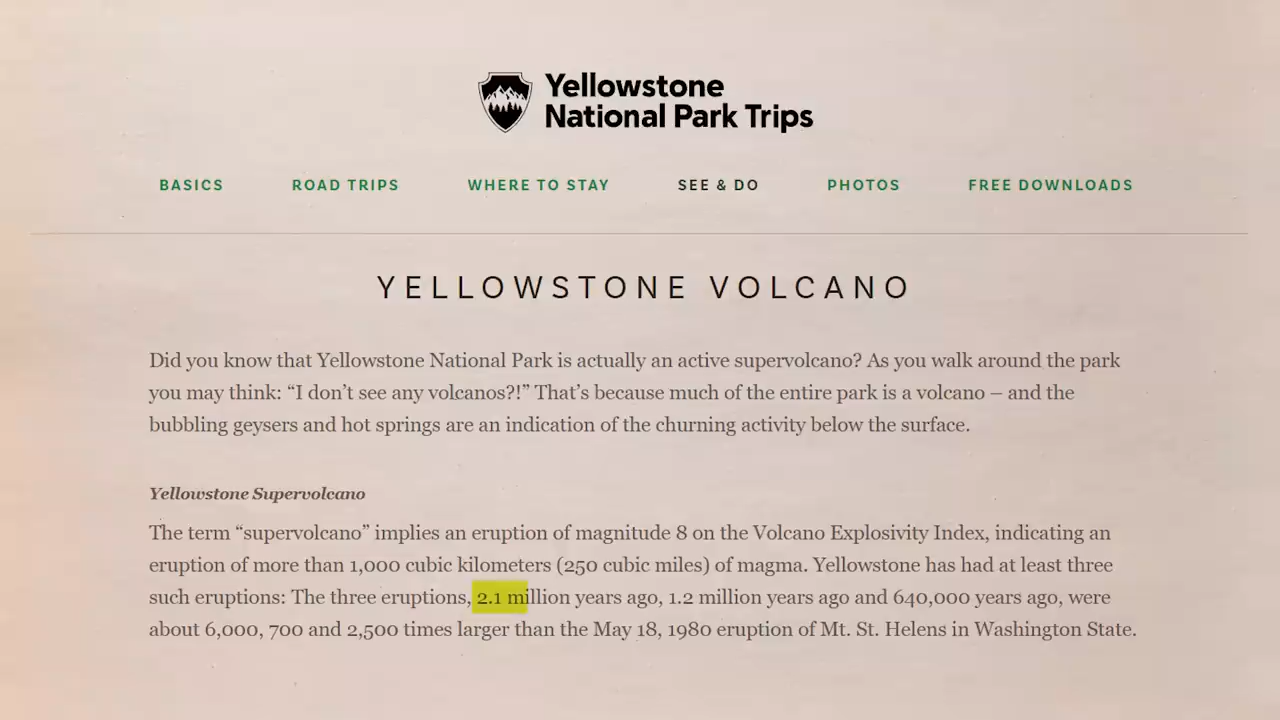 Yellowstone
National Park Trips
BASICS ROAD TRIPS WHERE TO STAY SEE & DO PHOTOS FREE DOWNLOADS
YELLOWSTONE VOLCANO
Did you know that Yellowstone National Park is actually an active supervolcano? As you walk around the park
you may think: “I don’t see any volcanos?!” That’s because much of the entire park is a volcano – and the
bubbling geysers and hot springs are an indication of the churning activity below the surface.
Yellowstone Supervolcano
The term “supervolcano” implies an eruption of magnitude 8 on the Volcano Explosivity Index, indicating an
eruption of more than 1,000 cubic kilometers (250 cubic miles) of magma. Yellowstone has had at least three
such eruptions: The three eruptions, 2.1 million years ago, 1.2 million years ago and 640,000 years ago, were
about 6,000, 700 and 2,500 times larger than the May 18, 1980 eruption of Mt. St. Helens in Washington State.